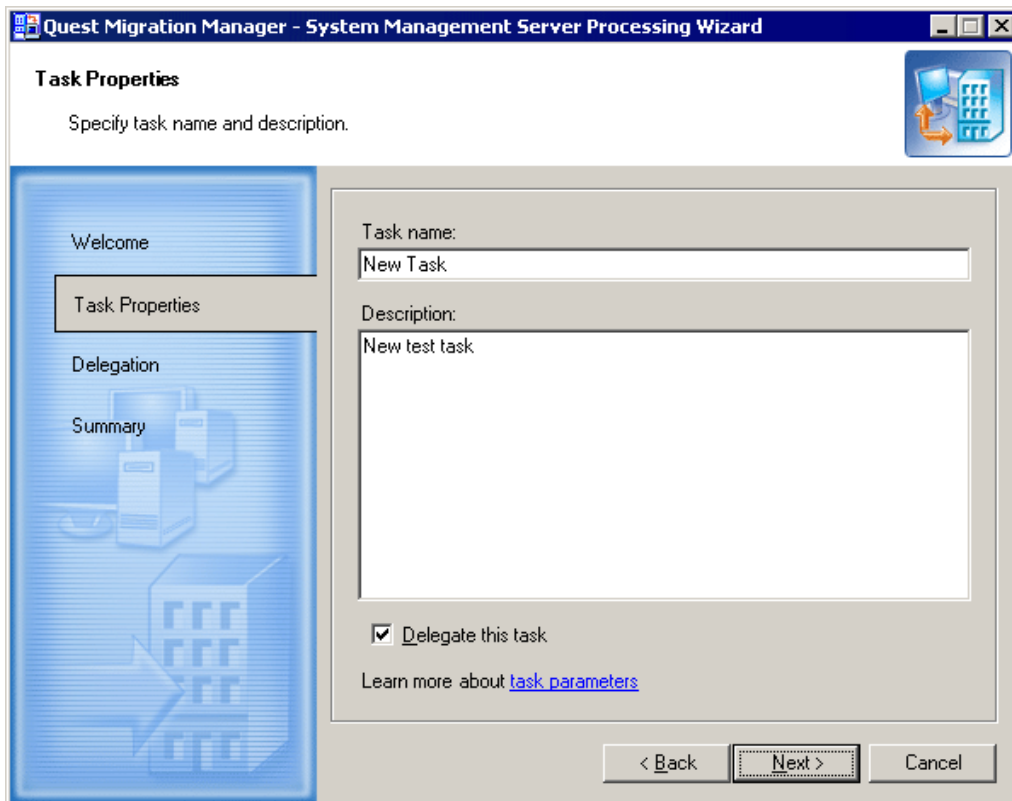 Quest Migration Manager - System Management Server Processing Wizard
Task Properties
Specify task name and description.
Welcome
Task Properties
Delegation
Summary
Task name:
New Task
Description:
New test task
Delegate this task
Learn more about task parameters
< Back
Next >
Cancel